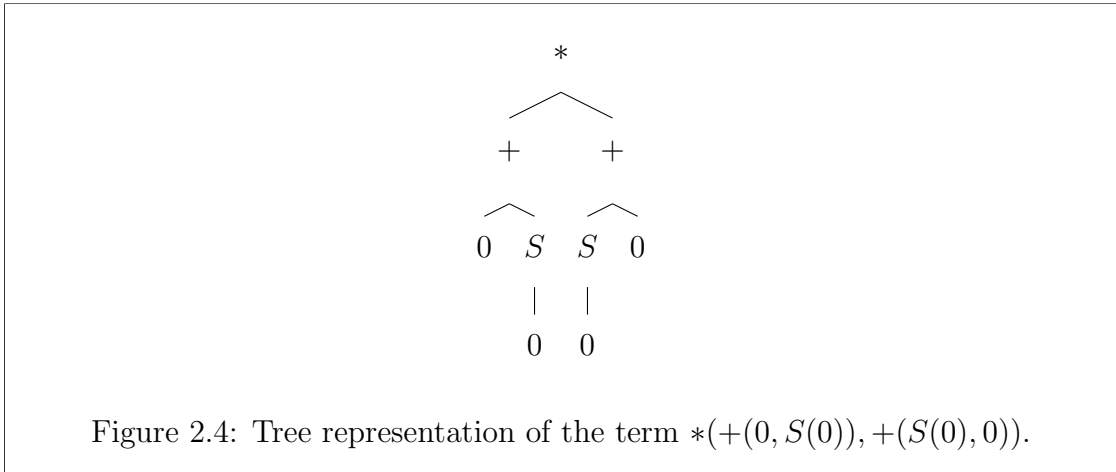 *
+ +
0 S S 0
0 0
Figure 2.4: Tree representation of the term ∗(+(0, S(0)), +(S(0), 0)).